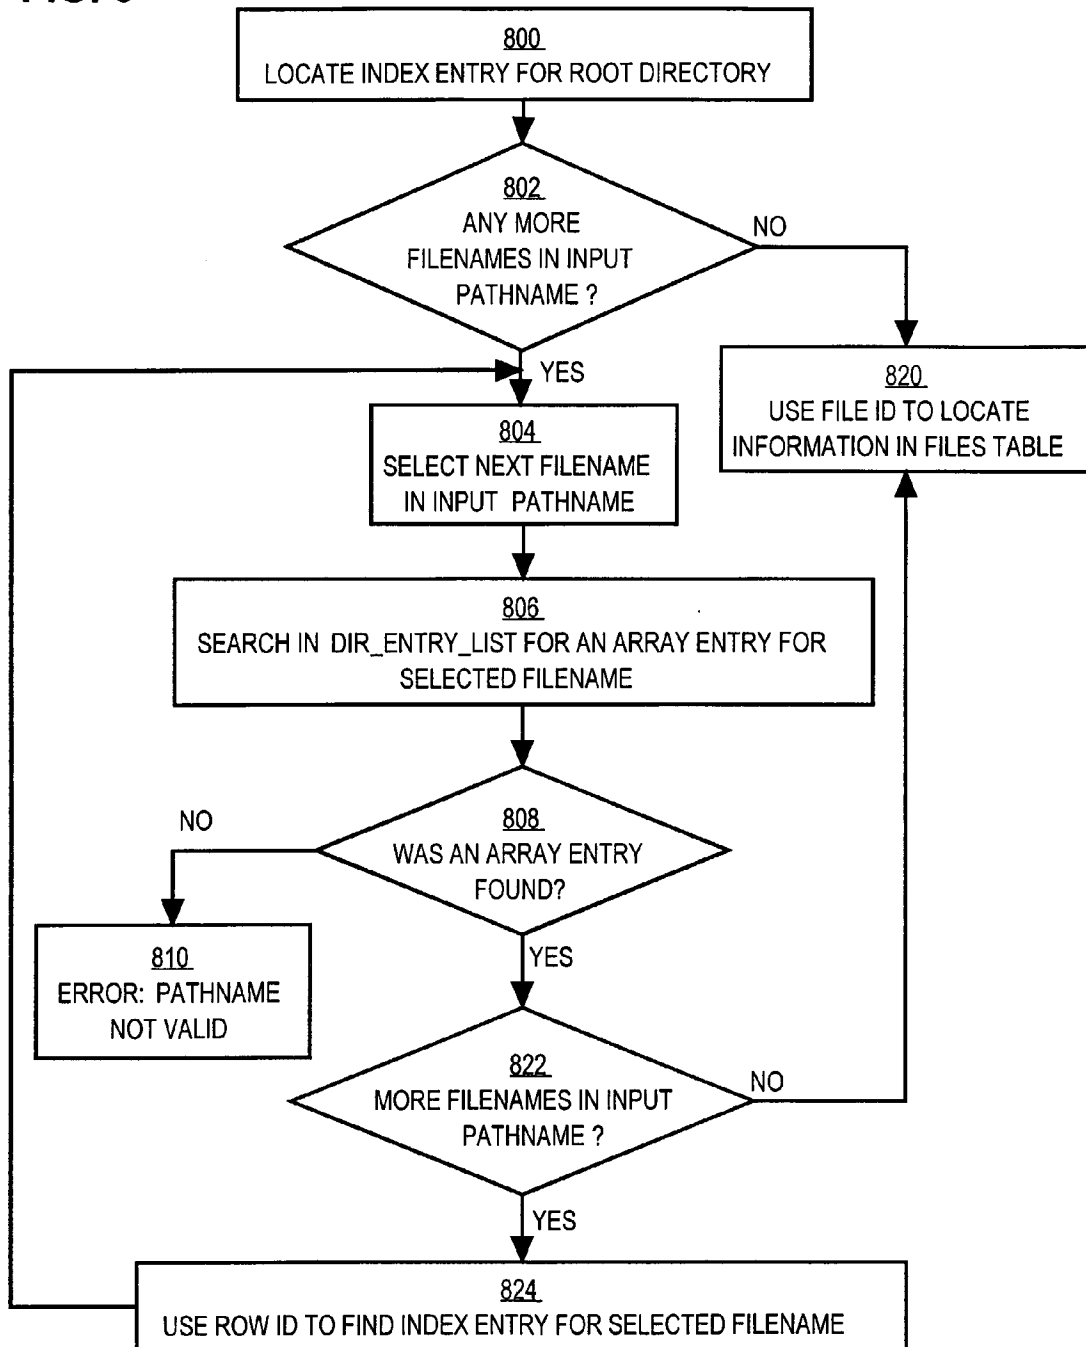 800
LOCATE INDEX ENTRY FOR ROOT DIRECTORY
802
ANY MORE
FILENAMES IN INPUT
PATHNAME ?
NO
YES
820
USE FILE ID TO LOCATE
INFORMATION IN FILES TABLE
804
SELECT NEXT FILENAME
IN INPUT PATHNAME
806
SEARCH IN DIR_ENTRY_LIST FOR AN ARRAY ENTRY FOR
SELECTED FILENAME
808
WAS AN ARRAY ENTRY
FOUND?
NO
YES
810
ERROR: PATHNAME
NOT VALID
822
MORE FILENAMES IN INPUT
PATHNAME ?
NO
YES
824
USE ROW ID TO FIND INDEX ENTRY FOR SELECTED FILENAME